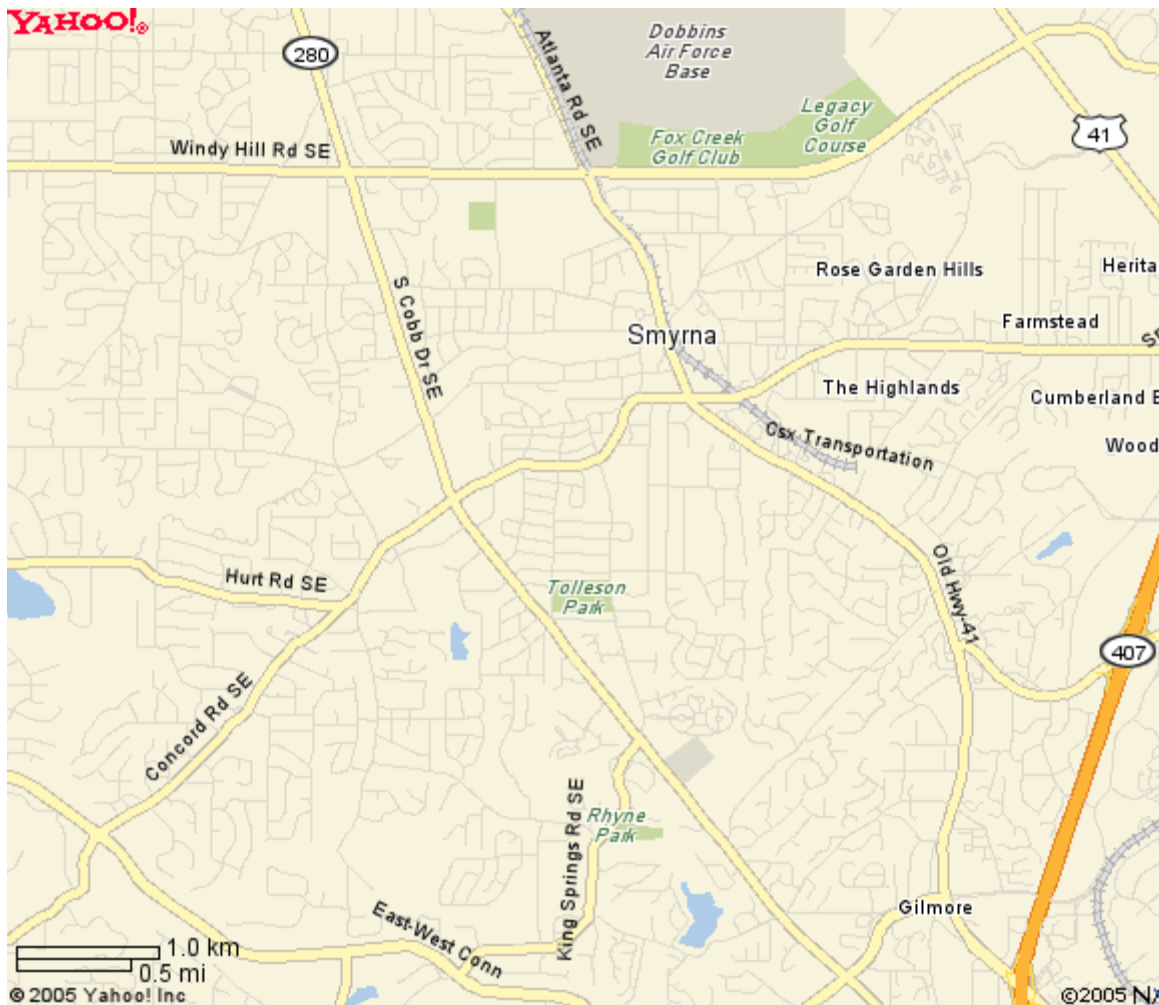 YAHOO!®
280
Atlanta Rd SE
Dobbins
Air Force
Base
Legacy
Golf
Course
Fox Creek
Golf Club
41
Windy Hill Rd SE
Rose Garden Hills
Herita
S Cobb Dr SE
Smyrna
Farmstead
The Highlands
Cumberland
Csx Transportation
Wood
Hurt Rd SE
Tolleson
Park
Old Hwy-41
407
Concord Rd SE
King Springs Rd SE
Rhyne
Park
Gilmore
East-West Conn
1.0 km
0.5 mi
© 2005 Yahoo! Inc
©2005